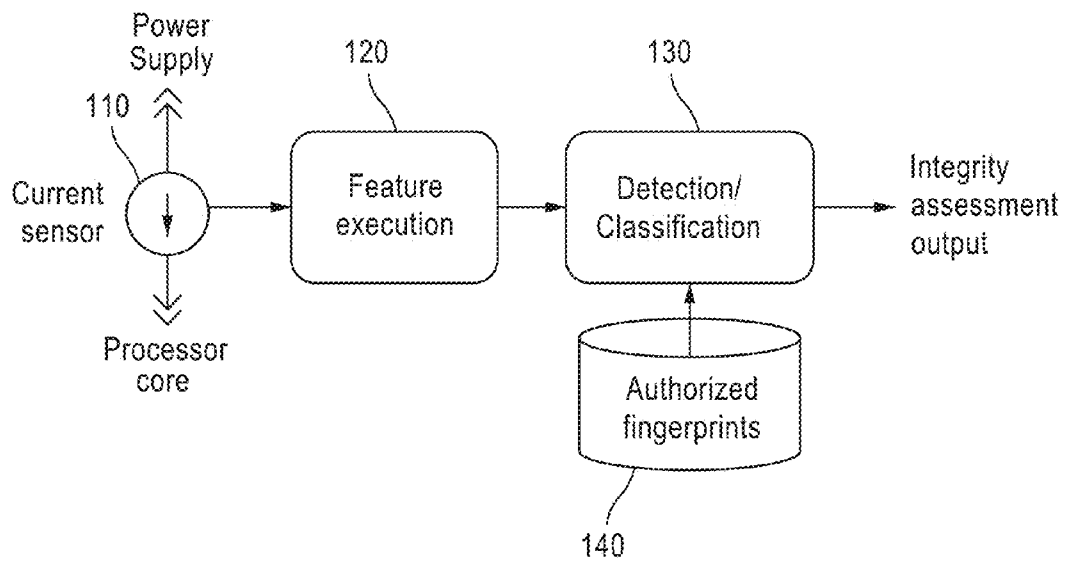 Power
Supply
110
120
130
Current
sensor
Feature
execution
Detection/
Classification
Integrity
assessment
output
Processor
core
Authorized
fingerprints
140